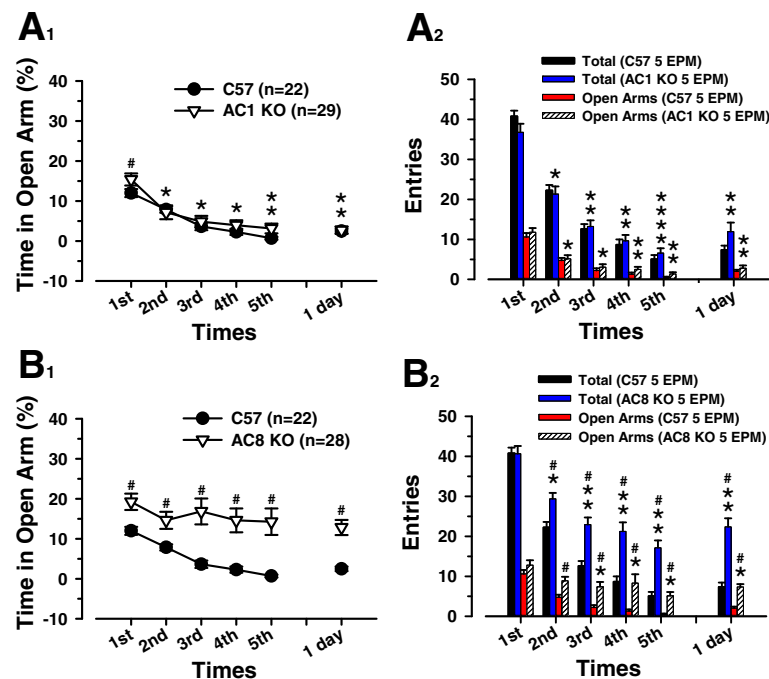 A1
Time in Open Arm (%)
40
30
20
10
0
-10
C57 (n=22)
AC1 KO (n=29)
#
*
*
*
*
*
*
*
1st
2nd
3rd
4th
5th
1 day
Times
A2
Entries
50
40
30
20
10
0
Total (C57 5 EPM)
Total (AC1 KO 5 EPM)
Open Arms (C57 5 EPM)
Open Arms (AC1 KO 5 EPM)
*
*
**
*
**
**
****
**
**
**
1st
2nd
3rd
4th
5th
1 day
Times
B1
Time in Open Arm (%)
40
30
20
10
0
-10
C57 (n=22)
AC8 KO (n=28)
# # # # # #
1st
2nd
3rd
4th
5th
1 day
Times
B2
Entries
50
40
30
20
10
0
Total (C57 5 EPM)
Total (AC8 KO 5 EPM)
Open Arms (C57 5 EPM)
Open Arms (AC8 KO 5 EPM)
#
*
#
#
**
#
*
#
**
#
*
#
**
#
*
#
**
#
*
1st
2nd
3rd
4th
5th
1 day
Times